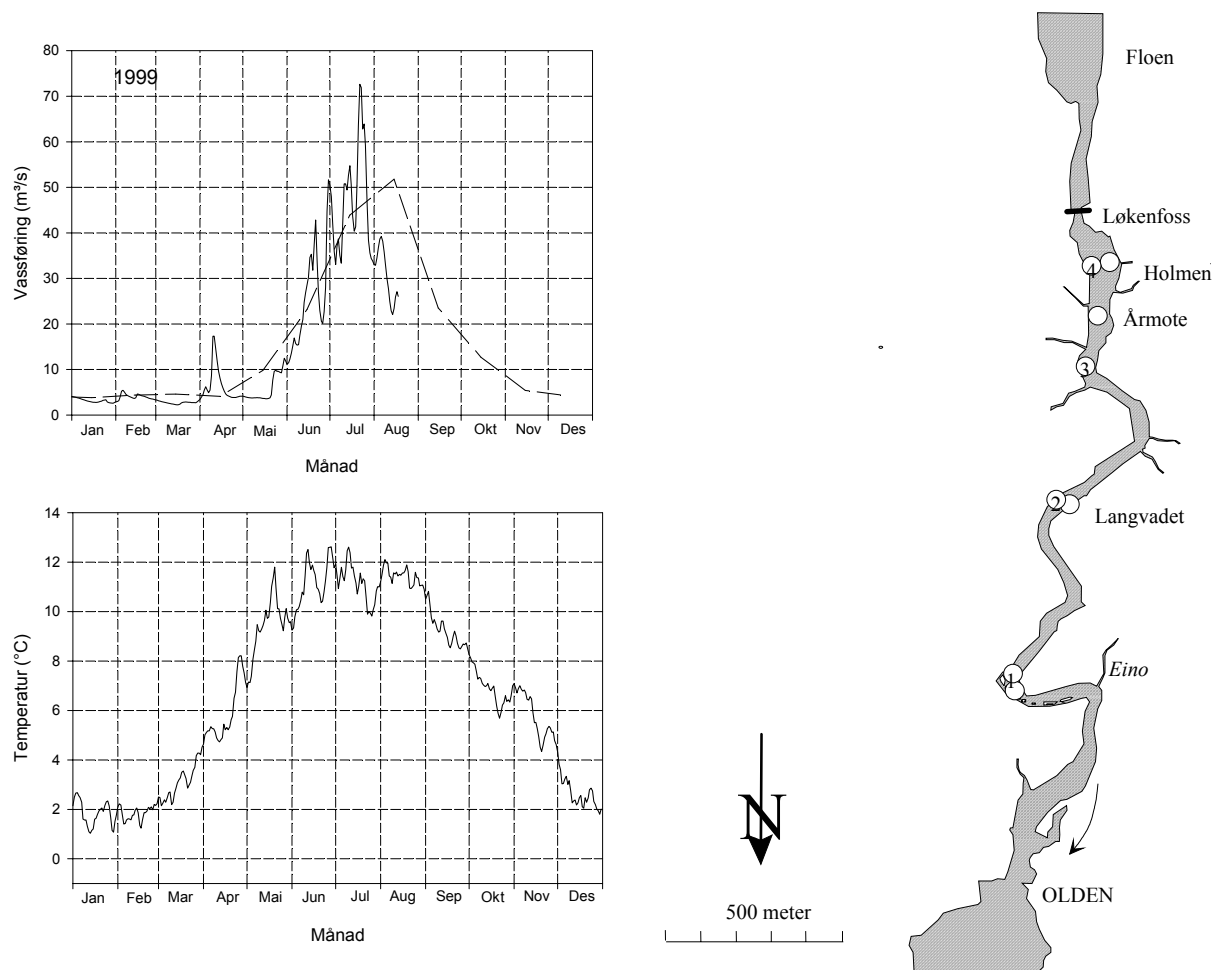 80
1999
70
60
50
40
30
20
10
0
Vassføring (m³/s)
Jan Feb Mar Apr Mai Jun Jul Aug Sep Okt Nov Des
Månad
14
12
10
8
6
4
2
0
Temperatur (°C)
Jan Feb Mar Apr Mai Jun Jul Aug Sep Okt Nov Des
Månad
Floen
Løkenfoss
4
Holmen
Årmote
3
2
Langvadet
1
Eino
N
OLDEN
500 meter